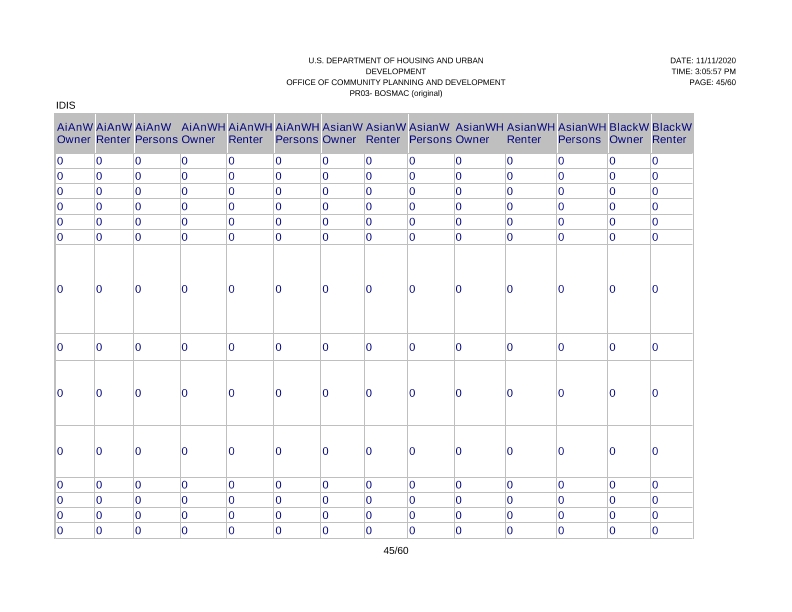 U.S. DEPARTMENT OF HOUSING AND URBAN
DEVELOPMENT
OFFICE OF COMMUNITY PLANNING AND DEVELOPMENT
PR03- BOSMAC (original)
DATE: 11/11/2020
TIME: 3:05:57 PM
PAGE: 45/60
IDIS
AiAnW AiAnW AiAnW AiAnWH AiAnWH AiAnWH AsianW AsianW AsianW AsianWH AsianWH AsianWH BlackW BlackW
Owner Renter Persons Owner Renter Persons Owner Renter Persons Owner Renter Persons Owner Renter
0 0 0 0 0 0 0 0 0 0 0 0 0 0
0 0 0 0 0 0 0 0 0 0 0 0 0 0
0 0 0 0 0 0 0 0 0 0 0 0 0 0
0 0 0 0 0 0 0 0 0 0 0 0 0 0
0 0 0 0 0 0 0 0 0 0 0 0 0 0
0 0 0 0 0 0 0 0 0 0 0 0 0 0
0 0 0 0 0 0 0 0 0 0 0 0 0 0
0 0 0 0 0 0 0 0 0 0 0 0 0 0
0 0 0 0 0 0 0 0 0 0 0 0 0 0
0 0 0 0 0 0 0 0 0 0 0 0 0 0
0 0 0 0 0 0 0 0 0 0 0 0 0 0
0 0 0 0 0 0 0 0 0 0 0 0 0 0
0 0 0 0 0 0 0 0 0 0 0 0 0 0
0 0 0 0 0 0 0 0 0 0 0 0 0 0
45/60